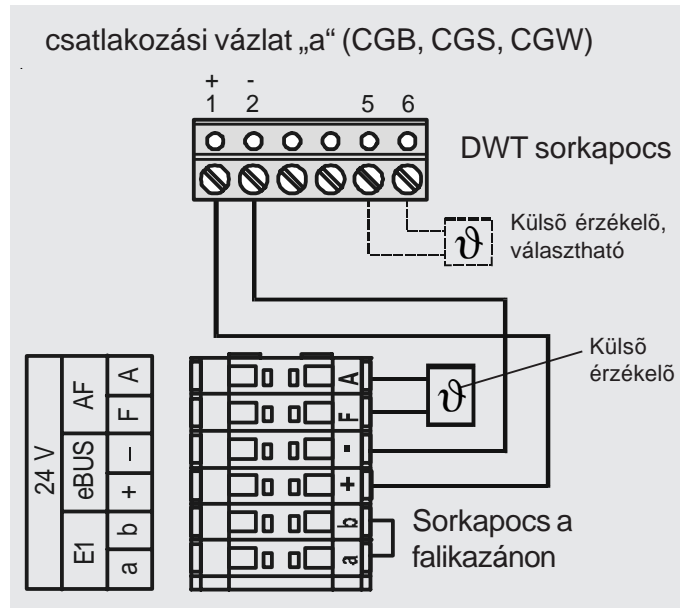 csatlakozási vázlat „a” (CGB, CGS, CGW)
+ -
1 2 5 6
DWT sorkapocs
ϑ
Külső érzékelő,
választható
Külső
érzékelő
ϑ
24 V
AF
A
F
eBUS
–
+
E1
b
a
A
F
-
+
b
a
Sorkapocs a
falikazánon